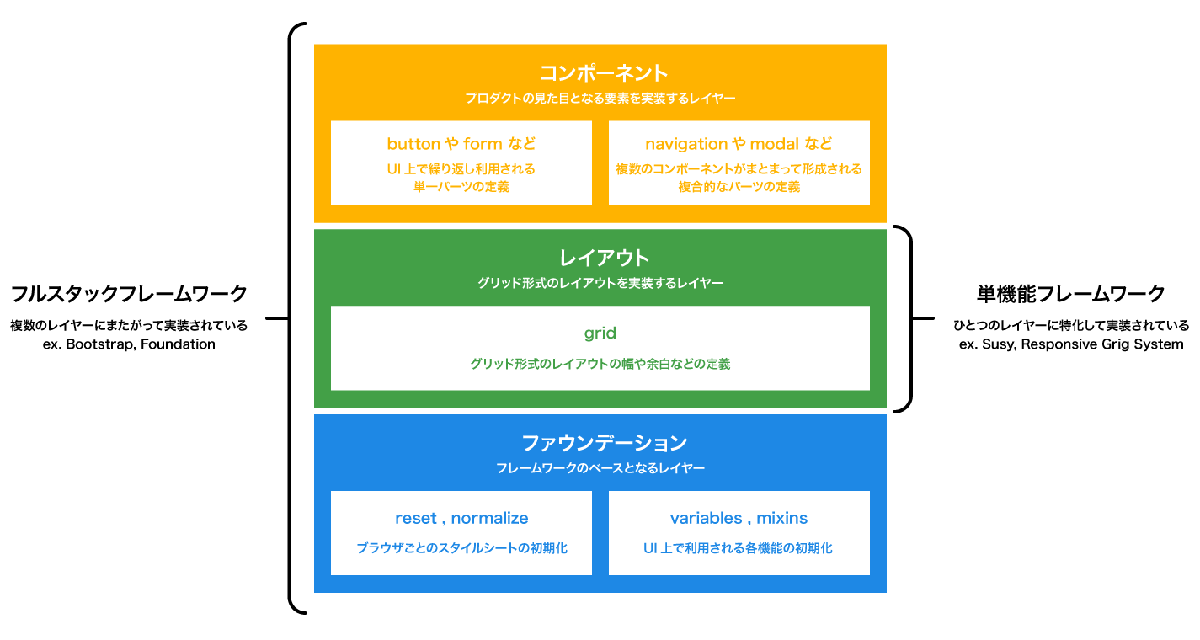 コンポーネント
プロダクトの見た目となる要素を実装するレイヤー
button や form など
UI 上で繰り返し利用される
単一パーツの定義
navigation や modal など
複数のコンポーネントがまとまって形成される
複合的なパーツの定義
レイアウト
グリッド形式のレイアウトを実装するレイヤー
grid
グリッド形式のレイアウトの幅や余白などの定義
フルスタックフレームワーク
複数のレイヤーにまたがって実装されている
ex. Bootstrap, Foundation
単機能フレームワーク
ひとつのレイヤーに特化して実装されている
ex. Susy, Responsive Grig System
ファウンデーション
フレームワークのベースとなるレイヤー
reset , normalize
ブラウザごとのスタイルシートの初期化
variables , mixins
UI 上で利用される各機能の初期化